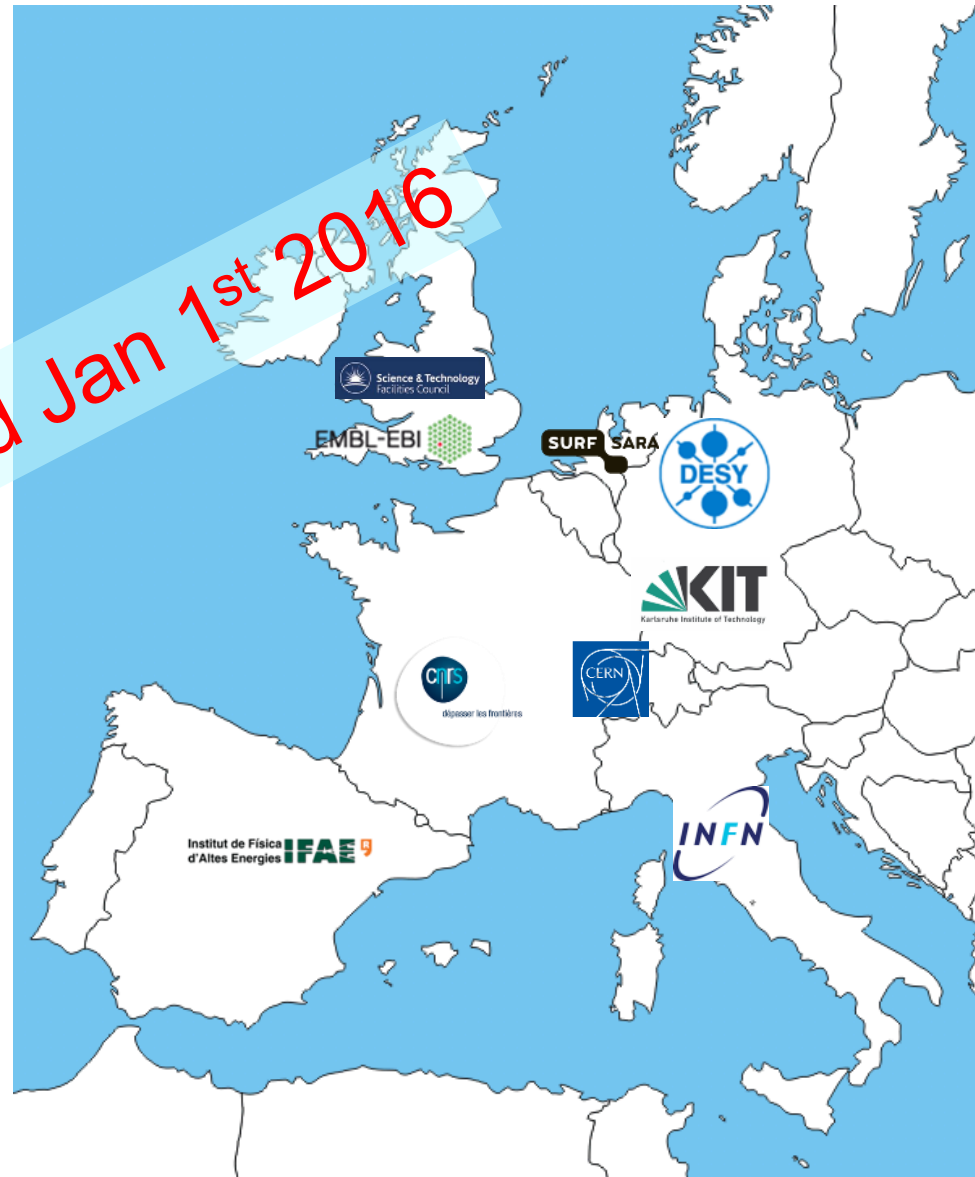 Jan 1st 2016
Science & Technology
Facilities Council
EMBL-EBI
SURF SARA
DESY
KIT
Karlsruhe Institute of Technology
cnrs
dépasser les frontières
CERN
INFN
Institut de Física
d'Altes Energies IFAE